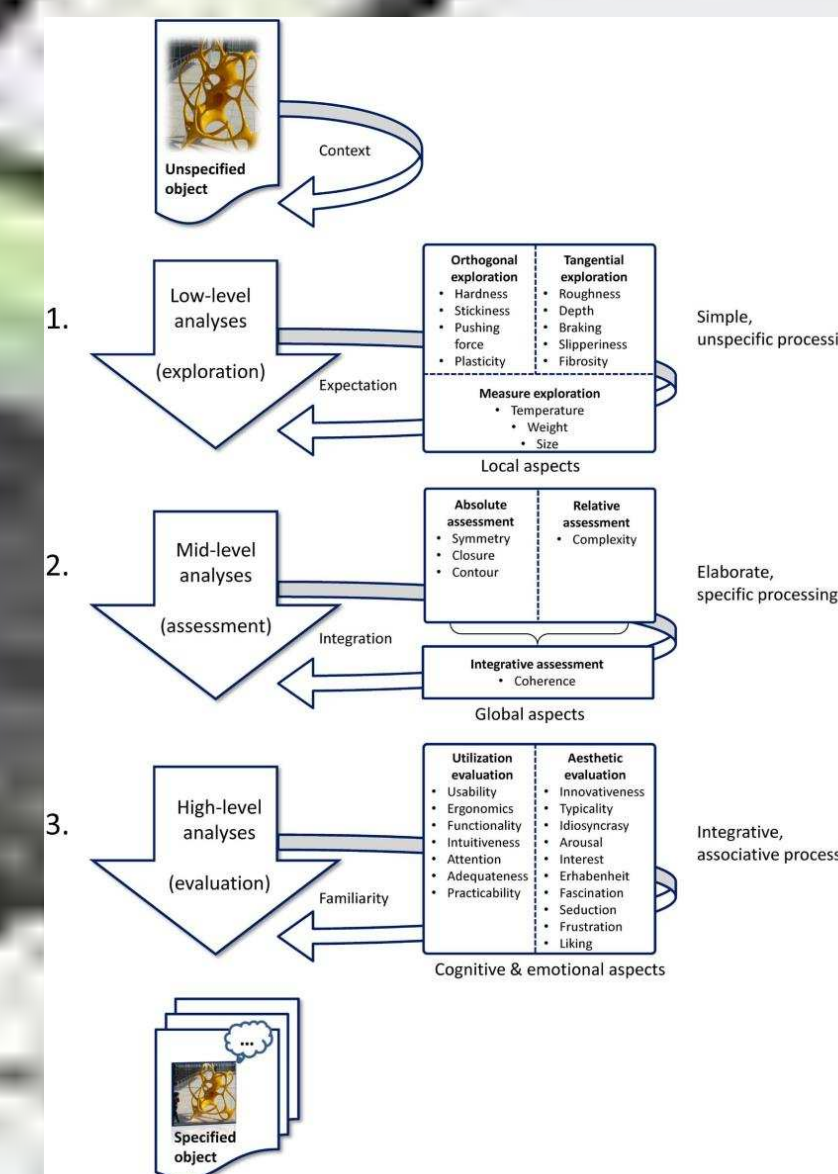 Unspecified
object
Context
1.
Low-level
analyses
(exploration)
Expectation
Orthogonal
exploration
• Hardness
• Stickiness
• Pushing
force
• Plasticity
Tangential
exploration
• Roughness
• Depth
• Braking
• Slipperiness
• Fibrosity
Measure exploration
• Temperature
• Weight
• Size
Local aspects
Simple,
unspecific processi
2.
Mid-level
analyses
(assessment)
Integration
Absolute
assessment
• Symmetry
• Closure
• Contour
Relative
assessment
• Complexity
Integrative assessment
• Coherence
Global aspects
Elaborate,
specific processing
3.
High-level
analyses
(evaluation)
Familiarity
Utilization
evaluation
• Usability
• Ergonomics
• Functionality
• Intuitiveness
• Attention
• Adequateness
• Practicability
Aesthetic
evaluation
• Innovativeness
• Typicality
• Idiosyncrasy
• Arousal
• Interest
• Erhabenheit
• Fascination
• Seduction
• Frustration
• Liking
Cognitive & emotional aspects
Integrative,
associative process
...
Specified
object